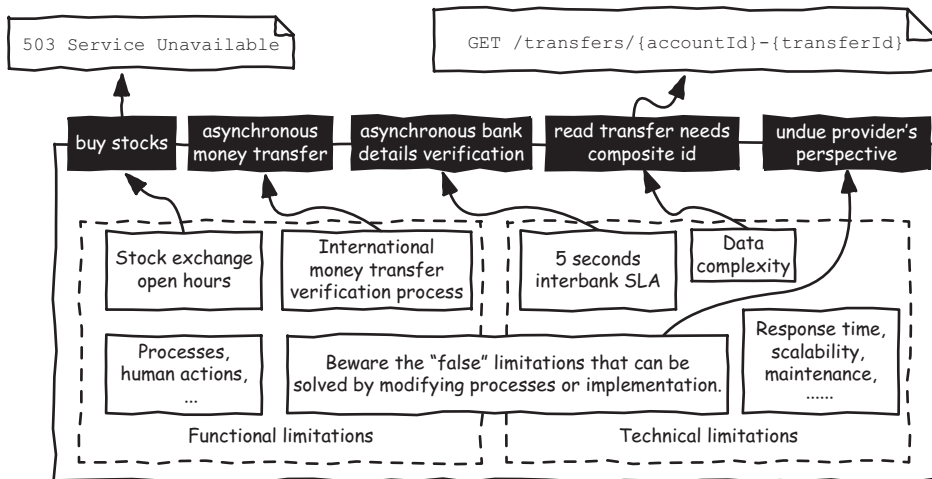 503 Service Unavailable
GET /transfers/{accountId}-{transferId}
buy stocks
asynchronous
money transfer
asynchronous bank
details verification
read transfer needs
composite id
undue provider's
perspective
Stock exchange
open hours
International
money transfer
verification process
5 seconds
interbank SLA
Data
complexity
Processes,
human actions,
...
Beware the “false” limitations that can be
solved by modifying processes or implementation.
Response time,
scalability,
maintenance,
......
Functional limitations
Technical limitations